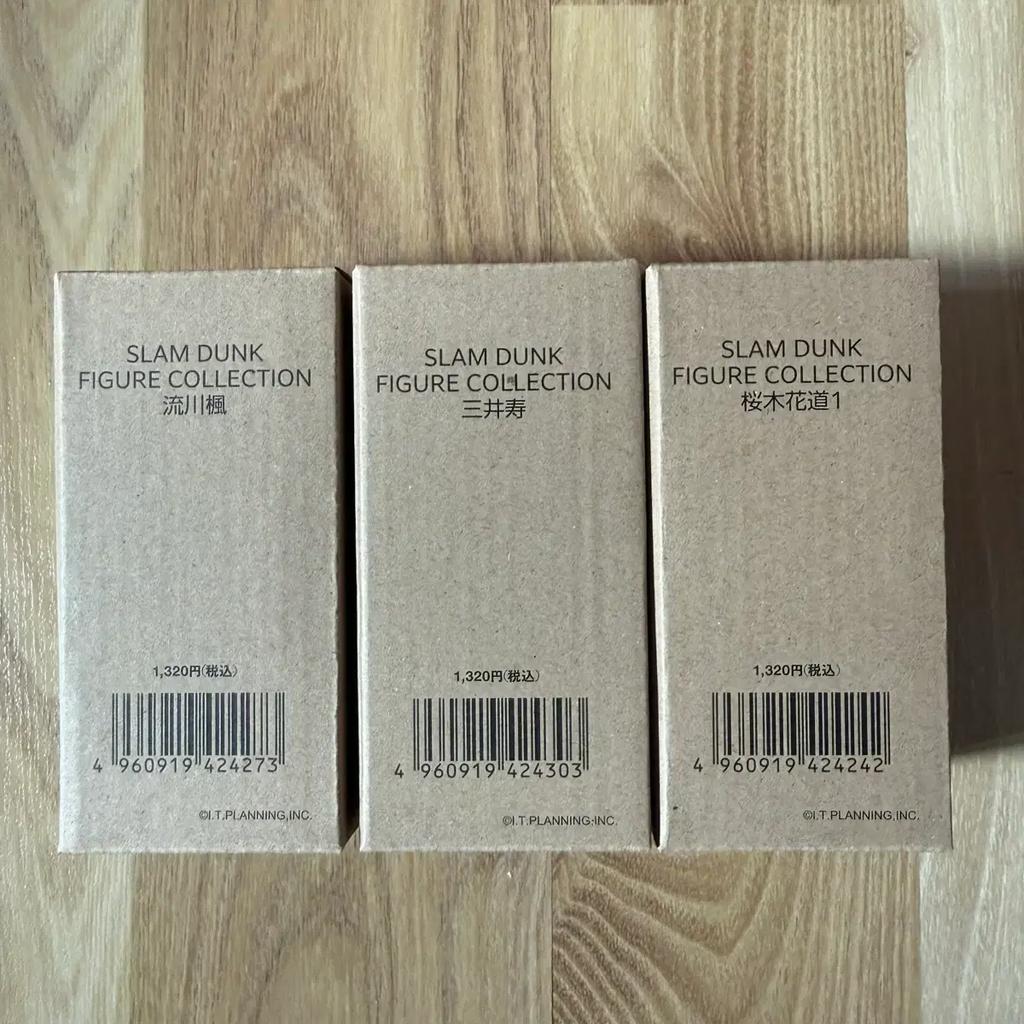 SLAM DUNK
FIGURE COLLECTION
流川楓
1,320円(税込)
4 960919 424273
©I.T.PLANNING,INC.
SLAM DUNK
FIGURE COLLECTION
三井寿
1,320円(税込)
4 960919 424303
©I.T.PLANNING,INC.
SLAM DUNK
FIGURE COLLECTION
桜木花道1
1,320円(税込)
4 960919 424242
©I.T.PLANNING,INC.